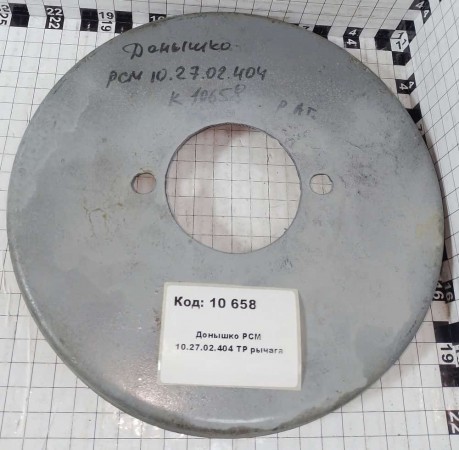 Донышко
РСМ 10.27.02.404
К 10658
Код: 10 658
Донышко РСМ
10.27.02.404 ТР рычага